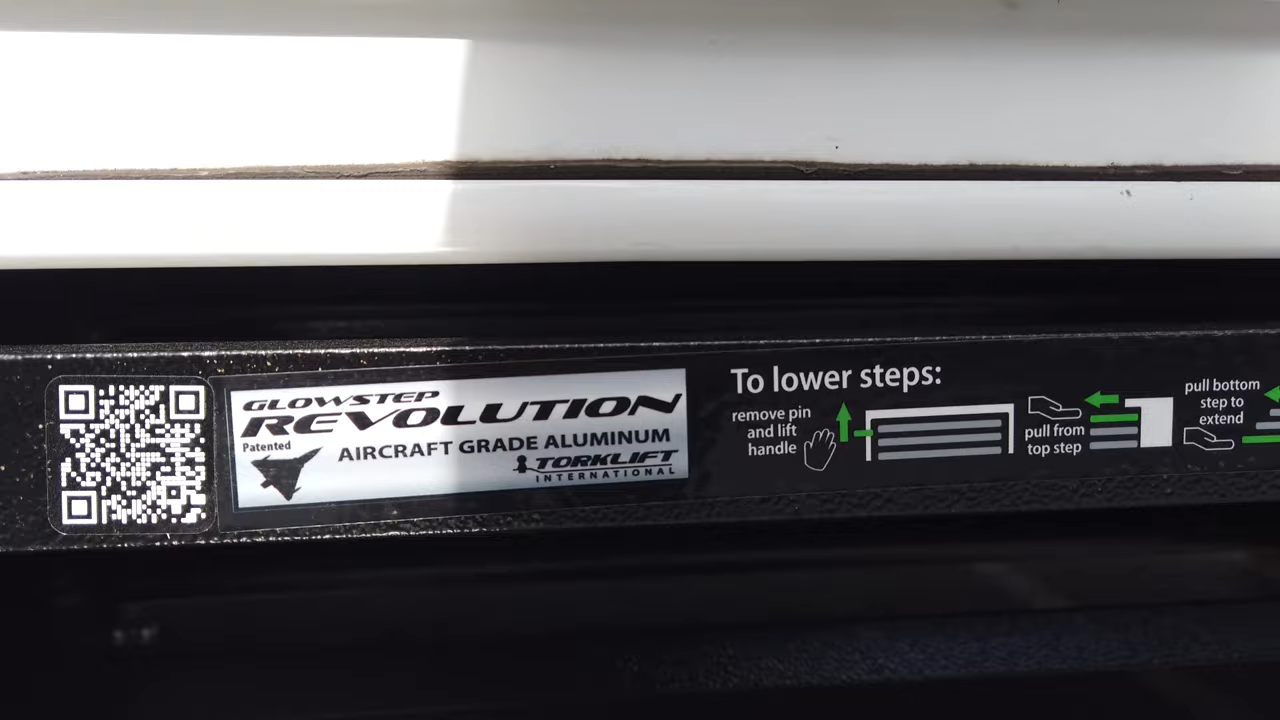 GLOWSTEP
REVOLUTION
Patented
AIRCRAFT GRADE ALUMINUM
TORKLIFT
INTERNATIONAL
To lower steps:
remove pin
and lift
handle
pull from
top step
pull bottom
step to
extend